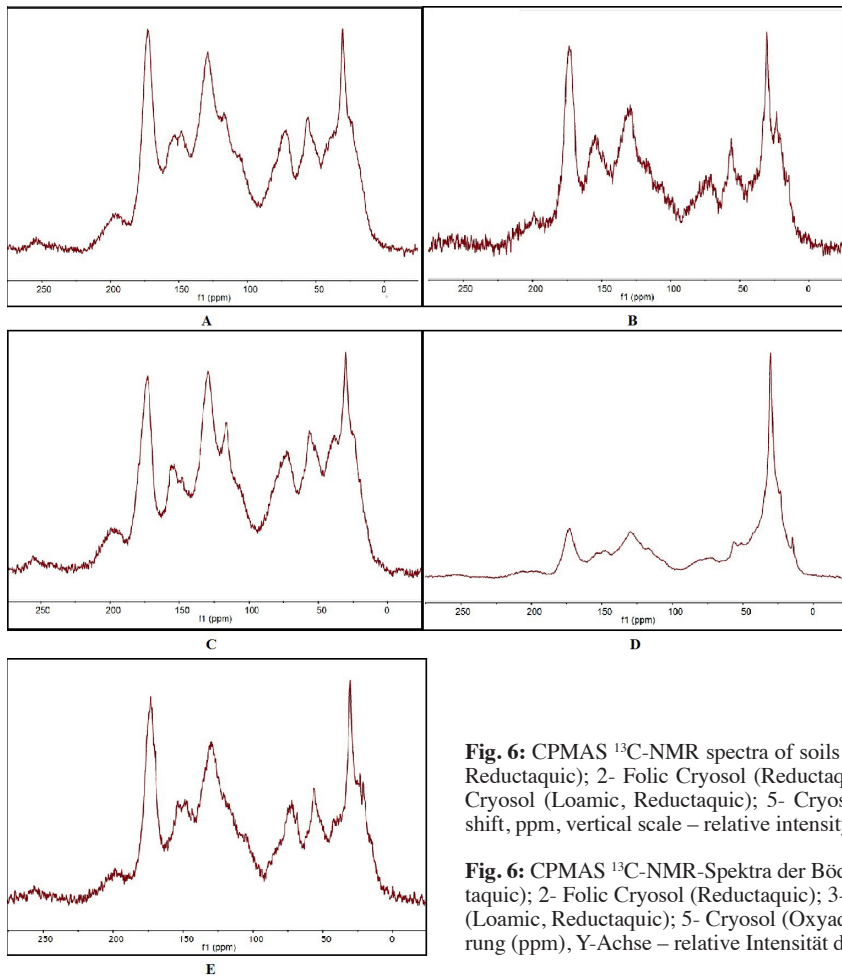 250 200 150 100 50 0
f1 (ppm)
A
250 200 150 100 50 0
f1 (ppm)
B
250 200 150 100 50 0
f1 (ppm)
C
250 200 150 100 50 0
f1 (ppm)
D
250 200 150 100 50 0
f1 (ppm)
E
Fig. 6: CPMAS ¹³C-NMR spectra of soils
Reductaquic); 2- Folic Cryosol (Reductaq
Cryosol (Loamic, Reductaquic); 5- Cryos
shift, ppm, vertical scale – relative intensity
Fig. 6: CPMAS ¹³C-NMR-Spektra der Böd
taquic); 2- Folic Cryosol (Reductaquic); 3-
(Loamic, Reductaquic); 5- Cryosol (Oxyaq
rung (ppm), Y-Achse – relative Intensität d